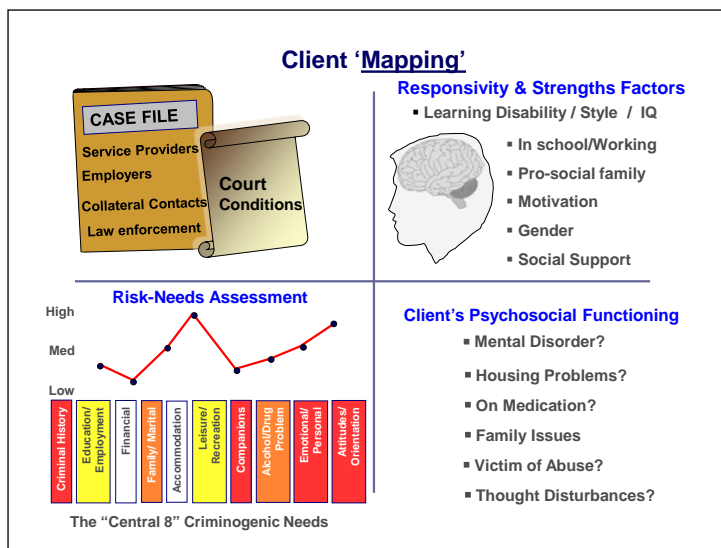 Client ‘Mapping’
CASE FILE
Service Providers
Employers
Collateral Contacts
Law enforcement
Court
Conditions
Responsivity & Strengths Factors
▪ Learning Disability / Style / IQ
▪ In school/Working
▪ Pro-social family
▪ Motivation
▪ Gender
▪ Social Support
Risk-Needs Assessment
High
Med
Low
Criminal History
Education/
Employment
Financial
Family/ Marital
Accommodation
Leisure/
Recreation
Companions
Alcohol/Drug
Problem
Emotional/
Personal
Attitudes/
Orientation
The “Central 8” Criminogenic Needs
Client’s Psychosocial Functioning
▪ Mental Disorder?
▪ Housing Problems?
▪ On Medication?
▪ Family Issues
▪ Victim of Abuse?
▪ Thought Disturbances?